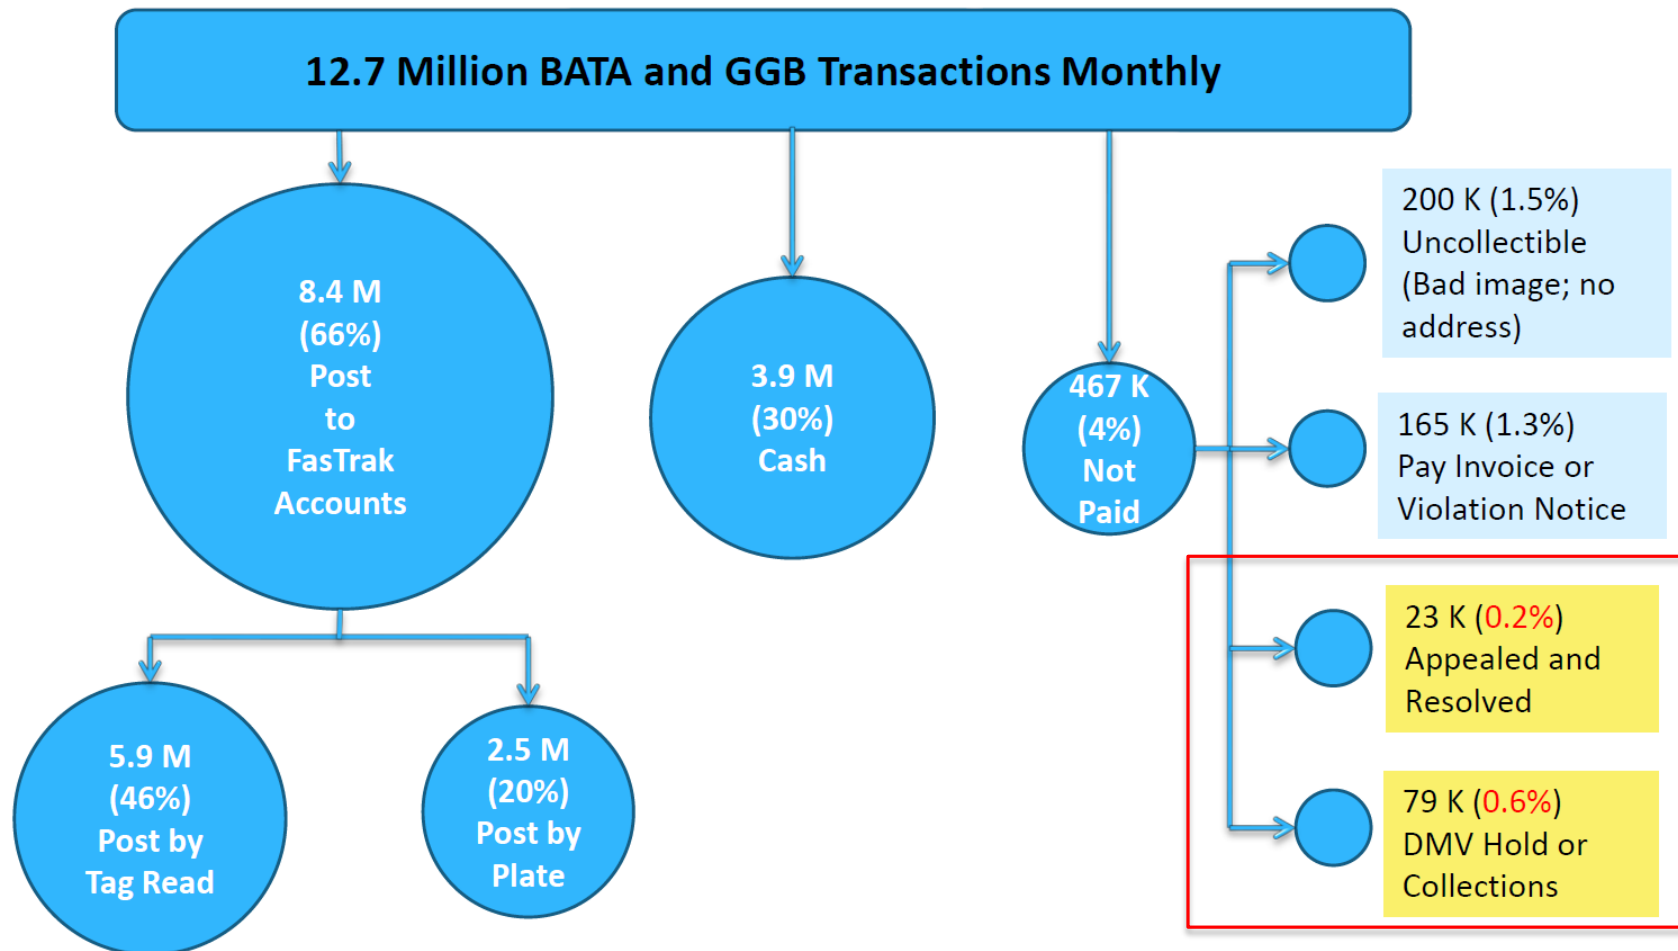 12.7 Million BATA and GGB Transactions Monthly
8.4 M
(66%)
Post
to
FasTrak
Accounts
3.9 M
(30%)
Cash
467 K
(4%)
Not
Paid
200 K (1.5%)
Uncollectible
(Bad image; no
address)
165 K (1.3%)
Pay Invoice or
Violation Notice
23 K (0.2%)
Appealed and
Resolved
79 K (0.6%)
DMV Hold or
Collections
5.9 M
(46%)
Post by
Tag Read
2.5 M
(20%)
Post by
Plate